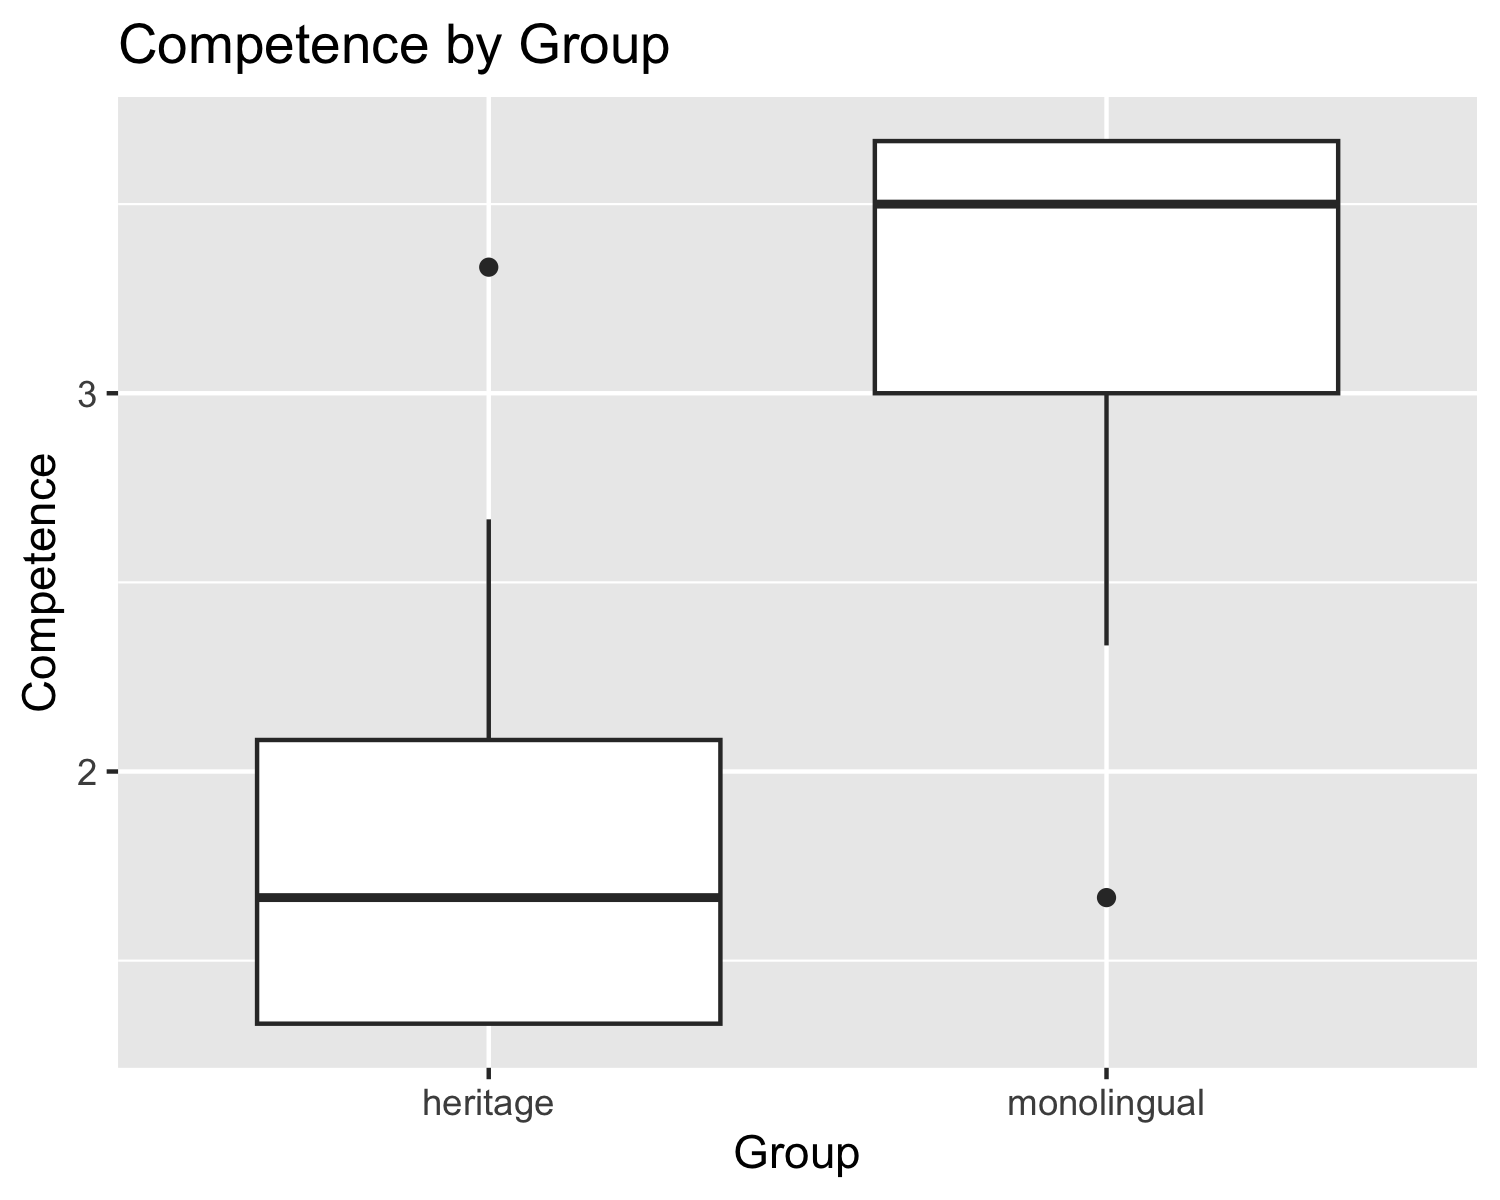 Competence by Group
Competence
3
2
heritage
monolingual
Group